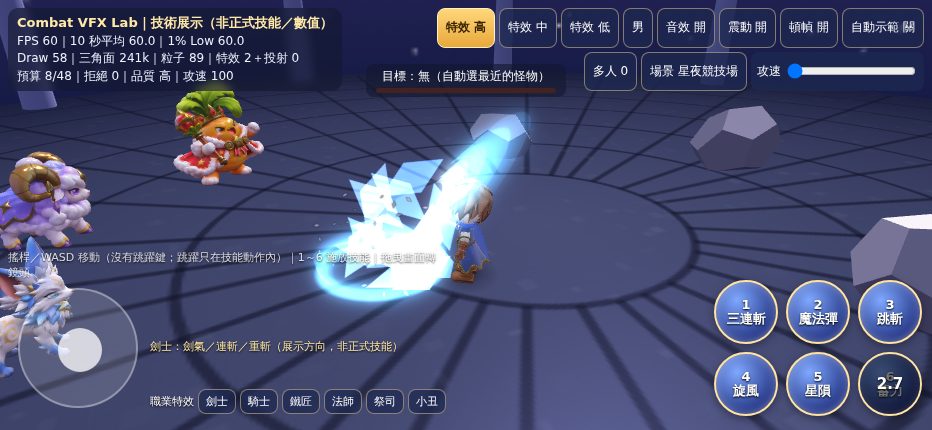 Combat VFX Lab｜技術展示（非正式技能／數值）
FPS 60｜10 秒平均 60.0｜1% Low 60.0
Draw 58｜三角面 241k｜粒子 89｜特效 2＋投射 0
預算 8/48｜拒絕 0｜品質 高｜攻速 100
特效 高
特效 中
特效 低
男
音效 開
震動 開
頓幀 開
自動示範 關
多人 0
場景 星夜競技場
攻速
目標：無（自動選最近的怪物）
搖桿／WASD 移動（沒有跳躍鍵；跳躍只在技能動作內）｜1～6 施放技能｜拖曳畫面轉
鏡頭
劍士：劍氣／連斬／重斬（展示方向，非正式技能）
職業特效
劍士
騎士
鐵匠
法師
祭司
小丑
1
三連斬
2
魔法彈
3
跳斬
4
旋風
5
星隕
2.7